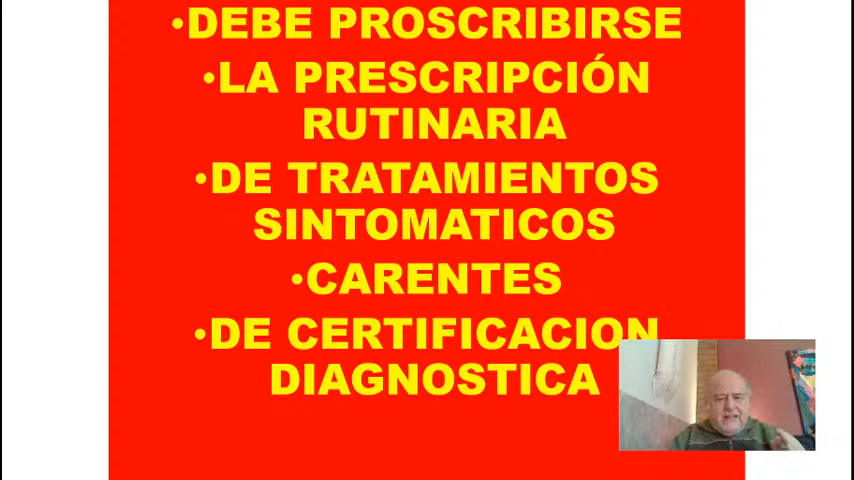 •DEBE PROSCRIBIRSE
•LA PRESCRIPCIÓN
RUTINARIA
•DE TRATAMIENTOS
SINTOMATICOS
•CARENTES
•DE CERTIFICACION
DIAGNOSTICA